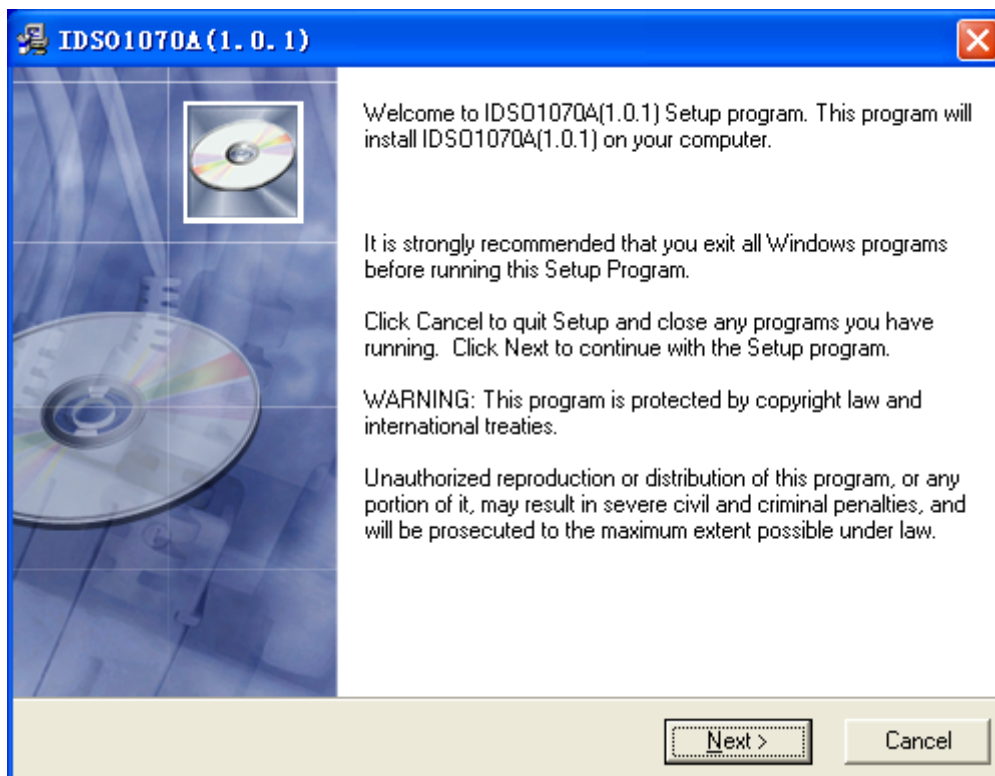 IDSO1070A(1.0.1)
Welcome to IDSO1070A(1.0.1) Setup program. This program will
install IDSO1070A(1.0.1) on your computer.
It is strongly recommended that you exit all Windows programs
before running this Setup Program.
Click Cancel to quit Setup and close any programs you have
running.  Click Next to continue with the Setup program.
WARNING: This program is protected by copyright law and
international treaties.
Unauthorized reproduction or distribution of this program, or any
portion of it, may result in severe civil and criminal penalties, and
will be prosecuted to the maximum extent possible under law.
Next >
Cancel